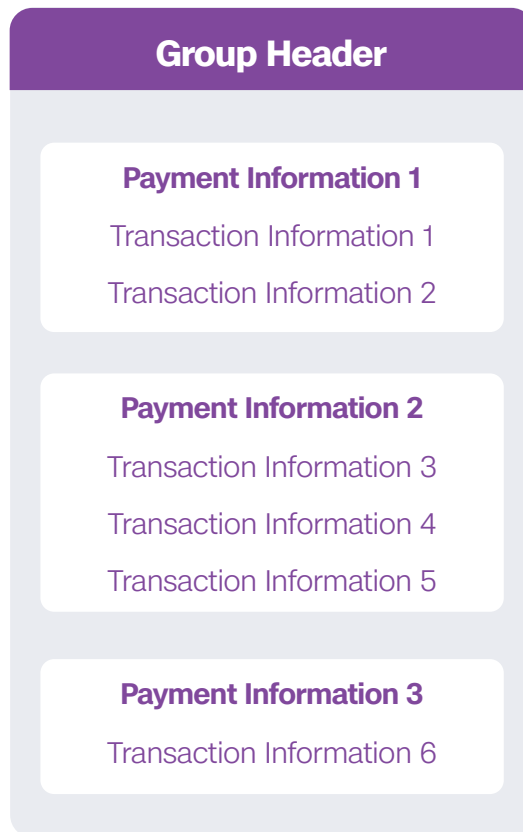 Group Header
Payment Information 1
Transaction Information 1
Transaction Information 2
Payment Information 2
Transaction Information 3
Transaction Information 4
Transaction Information 5
Payment Information 3
Transaction Information 6